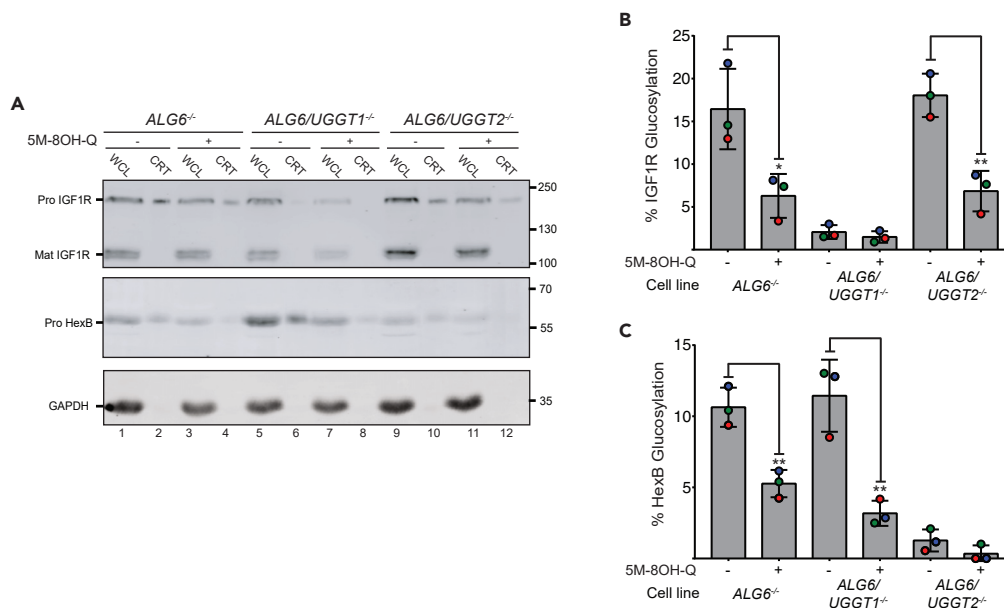 A
ALG6-/- ALG6/UGGT1-/- ALG6/UGGT2-/-
5M-8OH-Q - + - + - +
WCL CRT WCL CRT WCL CRT WCL CRT WCL CRT WCL CRT
Pro IGF1R
Mat IGF1R
250
130
100
Pro HexB
70
55
GAPDH
35
1 2 3 4 5 6 7 8 9 10 11 12
B
% IGF1R Glucosylation
25
20
15
10
5
* **
5M-8OH-Q - + - + - +
Cell line ALG6-/- ALG6/ ALG6/
UGGT1-/- UGGT2-/-
C
% HexB Glucosylation
15
10
5
** **
5M-8OH-Q - + - + - +
Cell line ALG6-/- ALG6/ ALG6/
UGGT1-/- UGGT2-/-